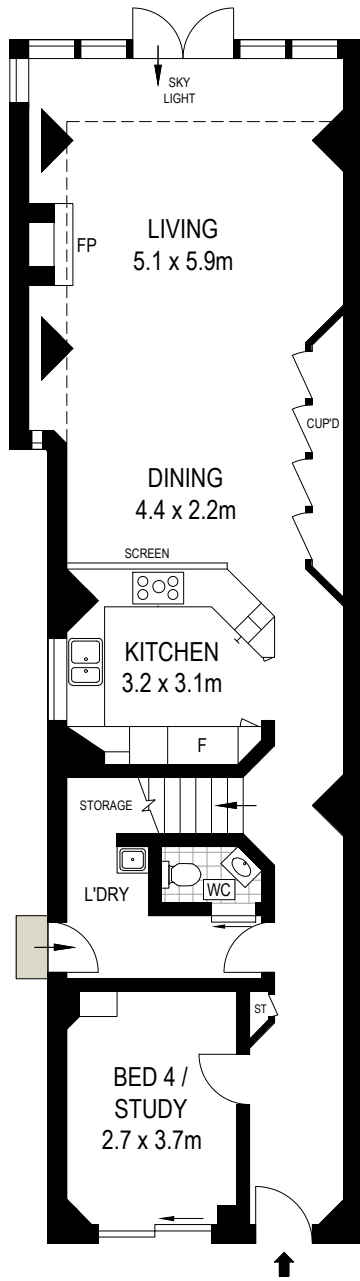 SKY
LIGHT
LIVING
5.1 x 5.9m
FP
CUP'D
DINING
4.4 x 2.2m
SCREEN
KITCHEN
3.2 x 3.1m
F
STORAGE
L'DRY
WC
ST
BED 4 /
STUDY
2.7 x 3.7m